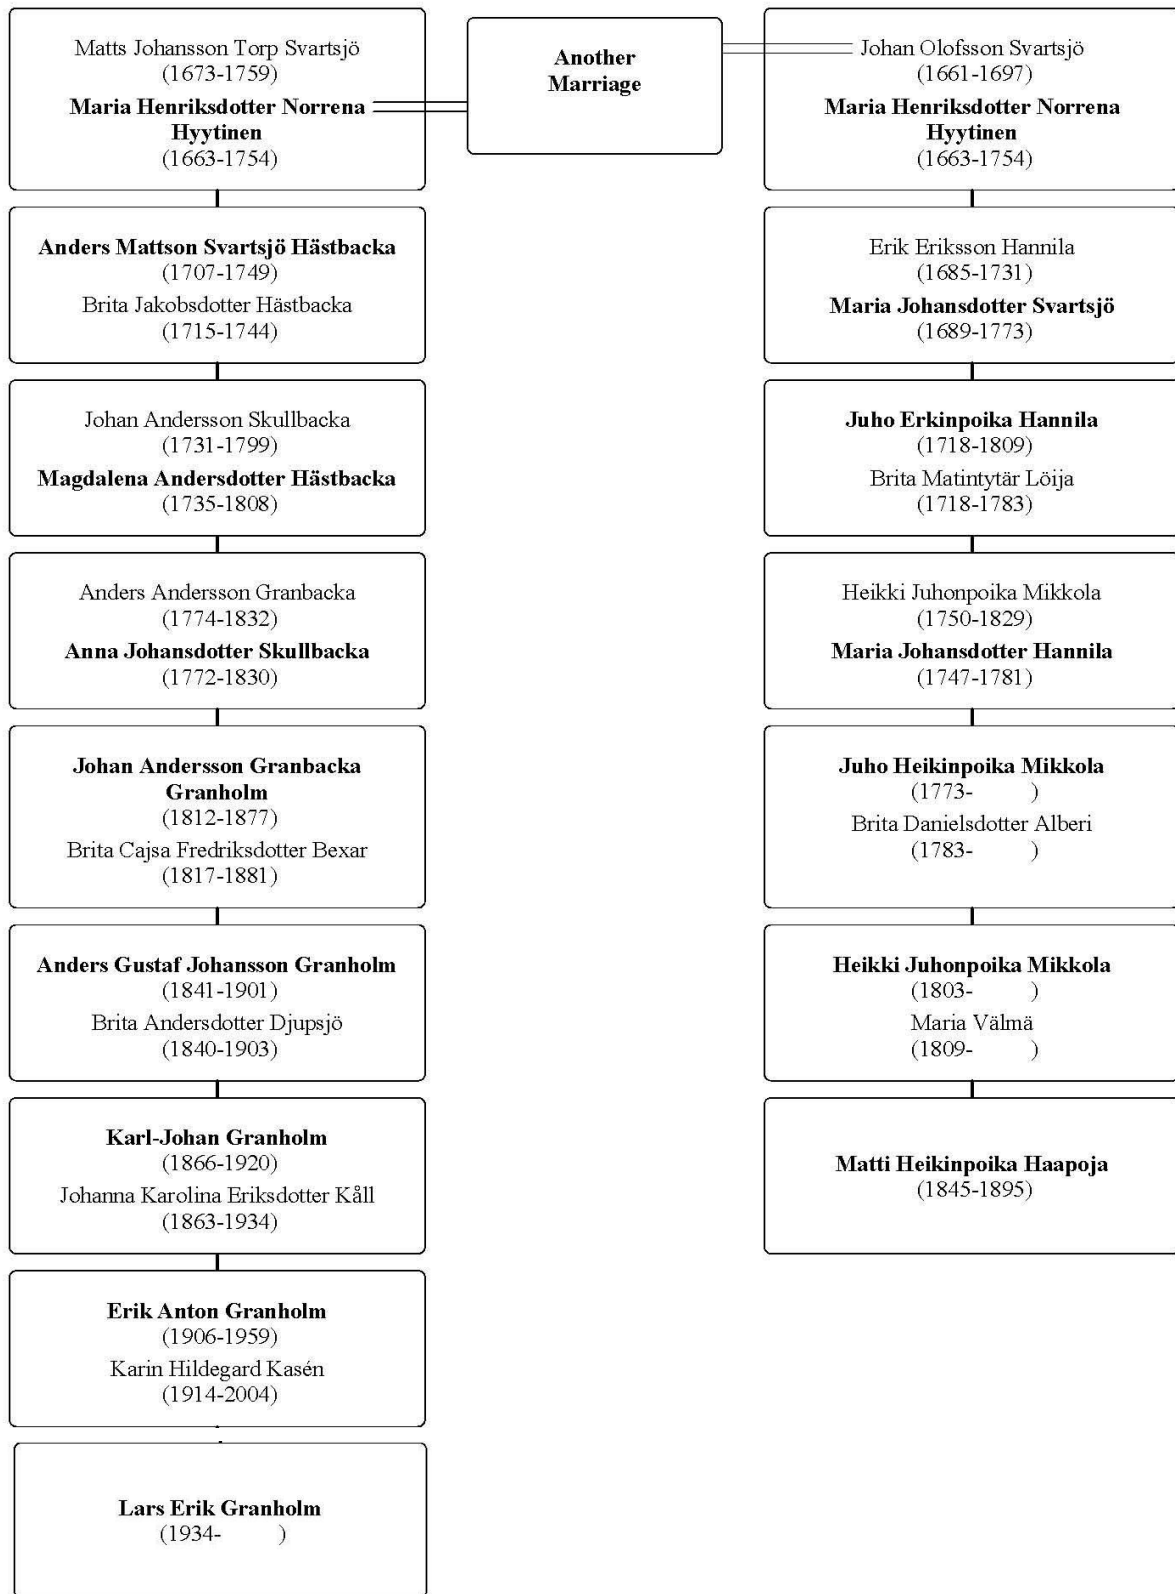 Matts Johansson Torp Svartsjö
(1673-1759)
Maria Henriksdotter Norrena
Hyytinen
(1663-1754)
Another
Marriage
Johan Olofsson Svartsjö
(1661-1697)
Maria Henriksdotter Norrena
Hyytinen
(1663-1754)
Anders Mattson Svartsjö Hästbacka
(1707-1749)
Brita Jakobsdotter Hästbacka
(1715-1744)
Erik Eriksson Hannila
(1685-1731)
Maria Johansdotter Svartsjö
(1689-1773)
Johan Andersson Skullbacka
(1731-1799)
Magdalena Andersdotter Hästbacka
(1735-1808)
Juho Erkinpoika Hannila
(1718-1809)
Brita Matintytär Löija
(1718-1783)
Anders Andersson Granbacka
(1774-1832)
Anna Johansdotter Skullbacka
(1772-1830)
Heikki Juhonpoika Mikkola
(1750-1829)
Maria Johansdotter Hannila
(1747-1781)
Johan Andersson Granbacka
Granholm
(1812-1877)
Brita Cajsa Fredriksdotter Bexar
(1817-1881)
Juho Heikinpoika Mikkola
(1773- )
Brita Danielsdotter Alberi
(1783- )
Anders Gustaf Johansson Granholm
(1841-1901)
Brita Andersdotter Djupsjö
(1840-1903)
Heikki Juhonpoika Mikkola
(1803- )
Maria Välmä
(1809- )
Karl-Johan Granholm
(1866-1920)
Johanna Karolina Eriksdotter Kåll
(1863-1934)
Matti Heikinpoika Haapoja
(1845-1895)
Erik Anton Granholm
(1906-1959)
Karin Hildegard Kasén
(1914-2004)
Lars Erik Granholm
(1934- )